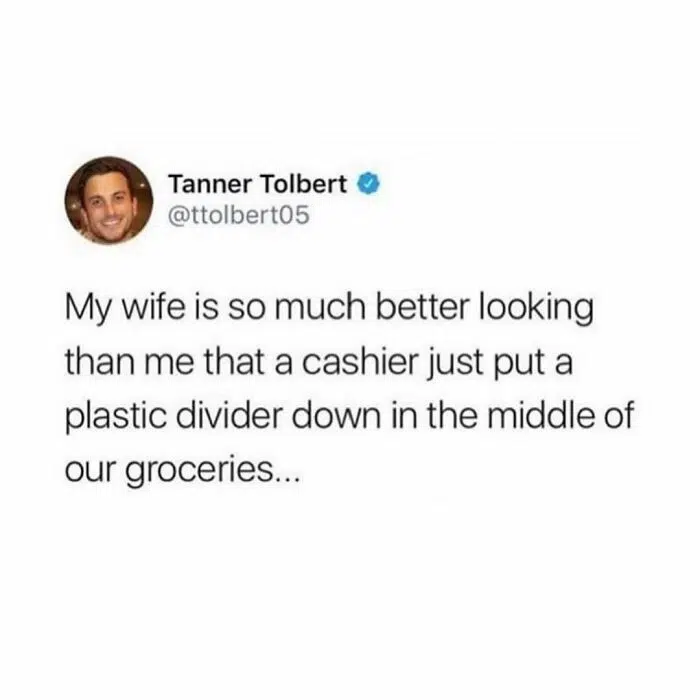 Tanner Tolbert
@ttolbert05
My wife is so much better looking
than me that a cashier just put a
plastic divider down in the middle of
our groceries...